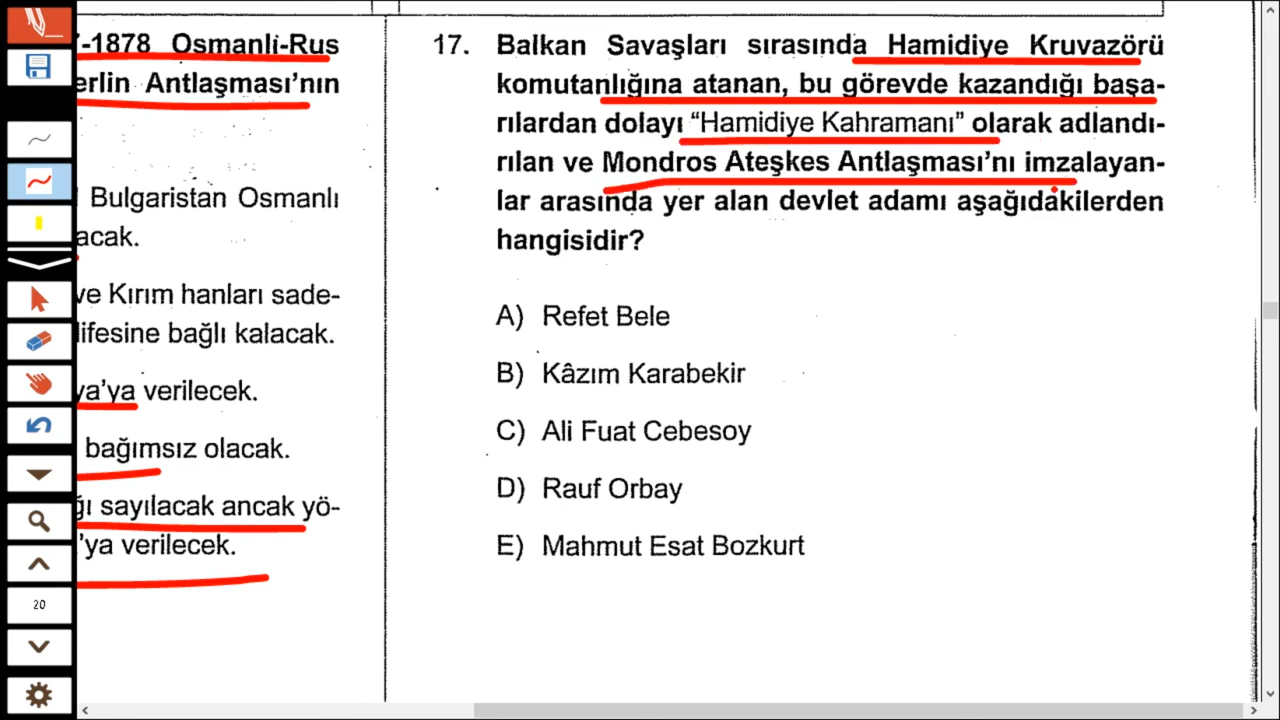 -1878 Osmanlı-Rus
erlin Antlaşması’nın
Bulgaristan Osmanlı
acak.
ve Kırım hanları sade-
lifesine bağlı kalacak.
ya’ya verilecek.
bağımsız olacak.
ğı sayılacak ancak yö-
’ya verilecek.
17. Balkan Savaşları sırasında Hamidiye Kruvazörü
komutanlığına atanan, bu görevde kazandığı başa-
rılardan dolayı “Hamidiye Kahramanı” olarak adlandı-
rılan ve Mondros Ateşkes Antlaşması’nı imzalayan-
lar arasında yer alan devlet adamı aşağıdakilerden
hangisidir?
A) Refet Bele
B) Kâzım Karabekir
C) Ali Fuat Cebesoy
D) Rauf Orbay
E) Mahmut Esat Bozkurt
20